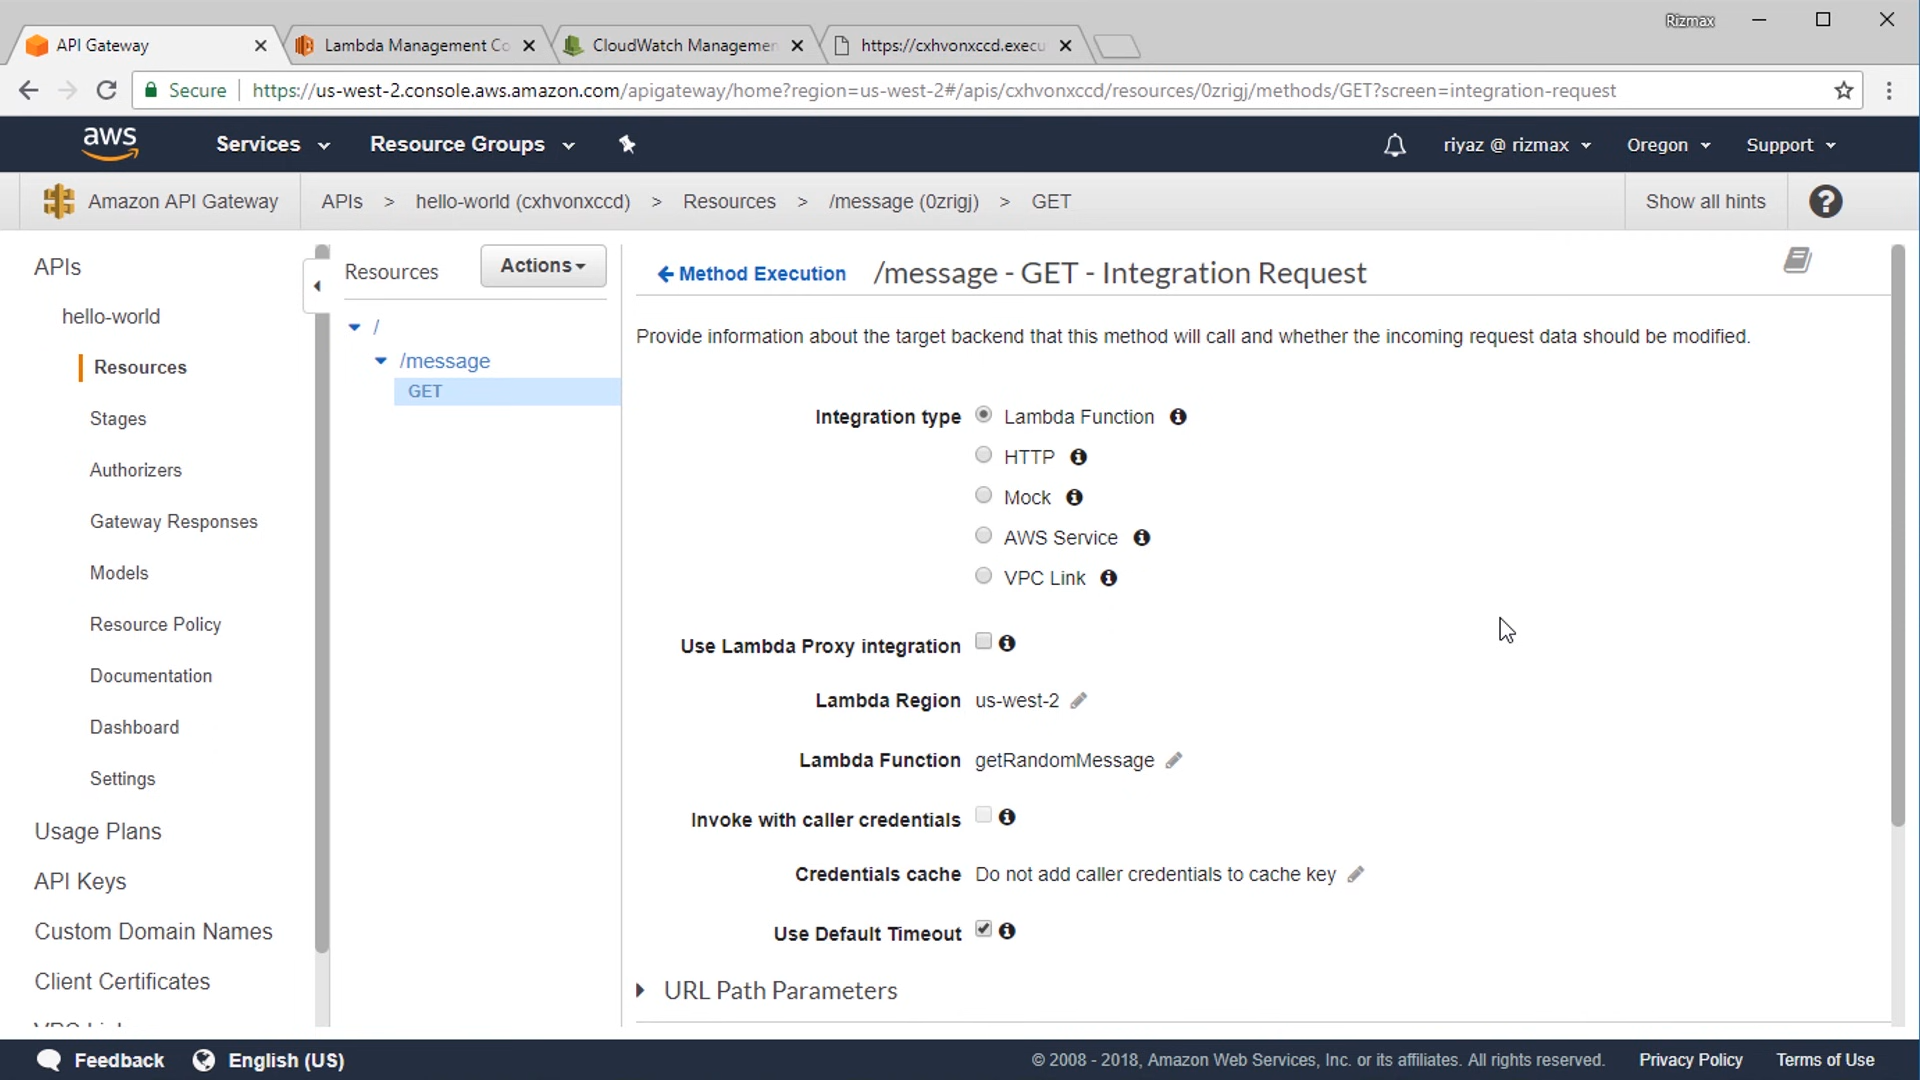 Rizmax
API Gateway
Lambda Management Co
CloudWatch Managemen
https://cxhvonxccd.execu
Secure
https://us-west-2.console.aws.amazon.com/apigateway/home?region=us-west-2#/apis/cxhvonxccd/resources/0zrigj/methods/GET?screen=integration-request
aws
Services
Resource Groups
riyaz @ rizmax
Oregon
Support
Amazon API Gateway
APIs > hello-world (cxhvonxccd) > Resources > /message (0zrigj) > GET
Show all hints
?
APIs
hello-world
Resources
Stages
Authorizers
Gateway Responses
Models
Resource Policy
Documentation
Dashboard
Settings
Usage Plans
API Keys
Custom Domain Names
Client Certificates
Resources
Actions
/
/message
GET
Method Execution
/message - GET - Integration Request
Provide information about the target backend that this method will call and whether the incoming request data should be modified.
Integration type
Lambda Function
HTTP
Mock
AWS Service
VPC Link
Use Lambda Proxy integration
Lambda Region us-west-2
Lambda Function getRandomMessage
Invoke with caller credentials
Credentials cache Do not add caller credentials to cache key
Use Default Timeout
URL Path Parameters
Feedback
English (US)
© 2008 - 2018, Amazon Web Services, Inc. or its affiliates. All rights reserved.
Privacy Policy
Terms of Use